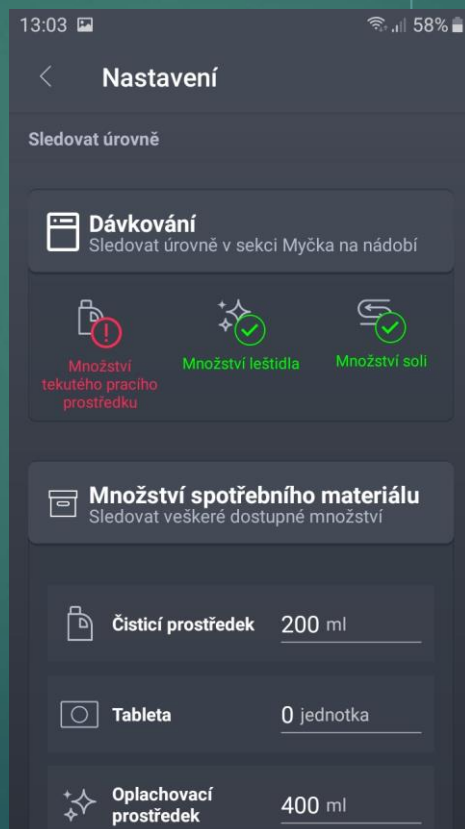 13:03 58%
Nastavení
Sledovat úrovně
Dávkování
Sledovat úrovně v sekci Myčka na nádobí
Množství
tekutého pracího
prostředku
Množství leštidla
Množství soli
Množství spotřebního materiálu
Sledovat veškeré dostupné množství
Čisticí prostředek 200 ml
Tableta 0 jednotka
Oplachovací
prostředek 400 ml